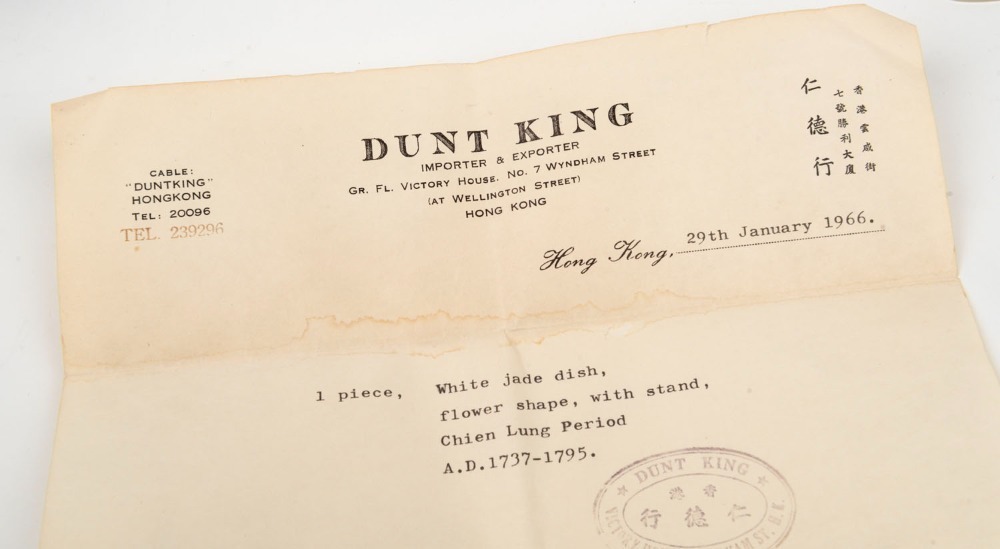 DUNT KING
IMPORTER & EXPORTER
GR. FL. VICTORY HOUSE. NO. 7 WYNDHAM STREET
(AT WELLINGTON STREET)
HONG KONG
CABLE:
"DUNTKING"
HONGKONG
TEL: 20096
TEL. 239296
香港雲咸街
七號勝利大廈
仁德行
Hong Kong, 29th January 1966.
1 piece, White jade dish,
flower shape, with stand,
Chien Lung Period
A.D.1737-1795.
★ DUNT KING ★
港 香
行 德 仁
VICTORY ST. H.K.